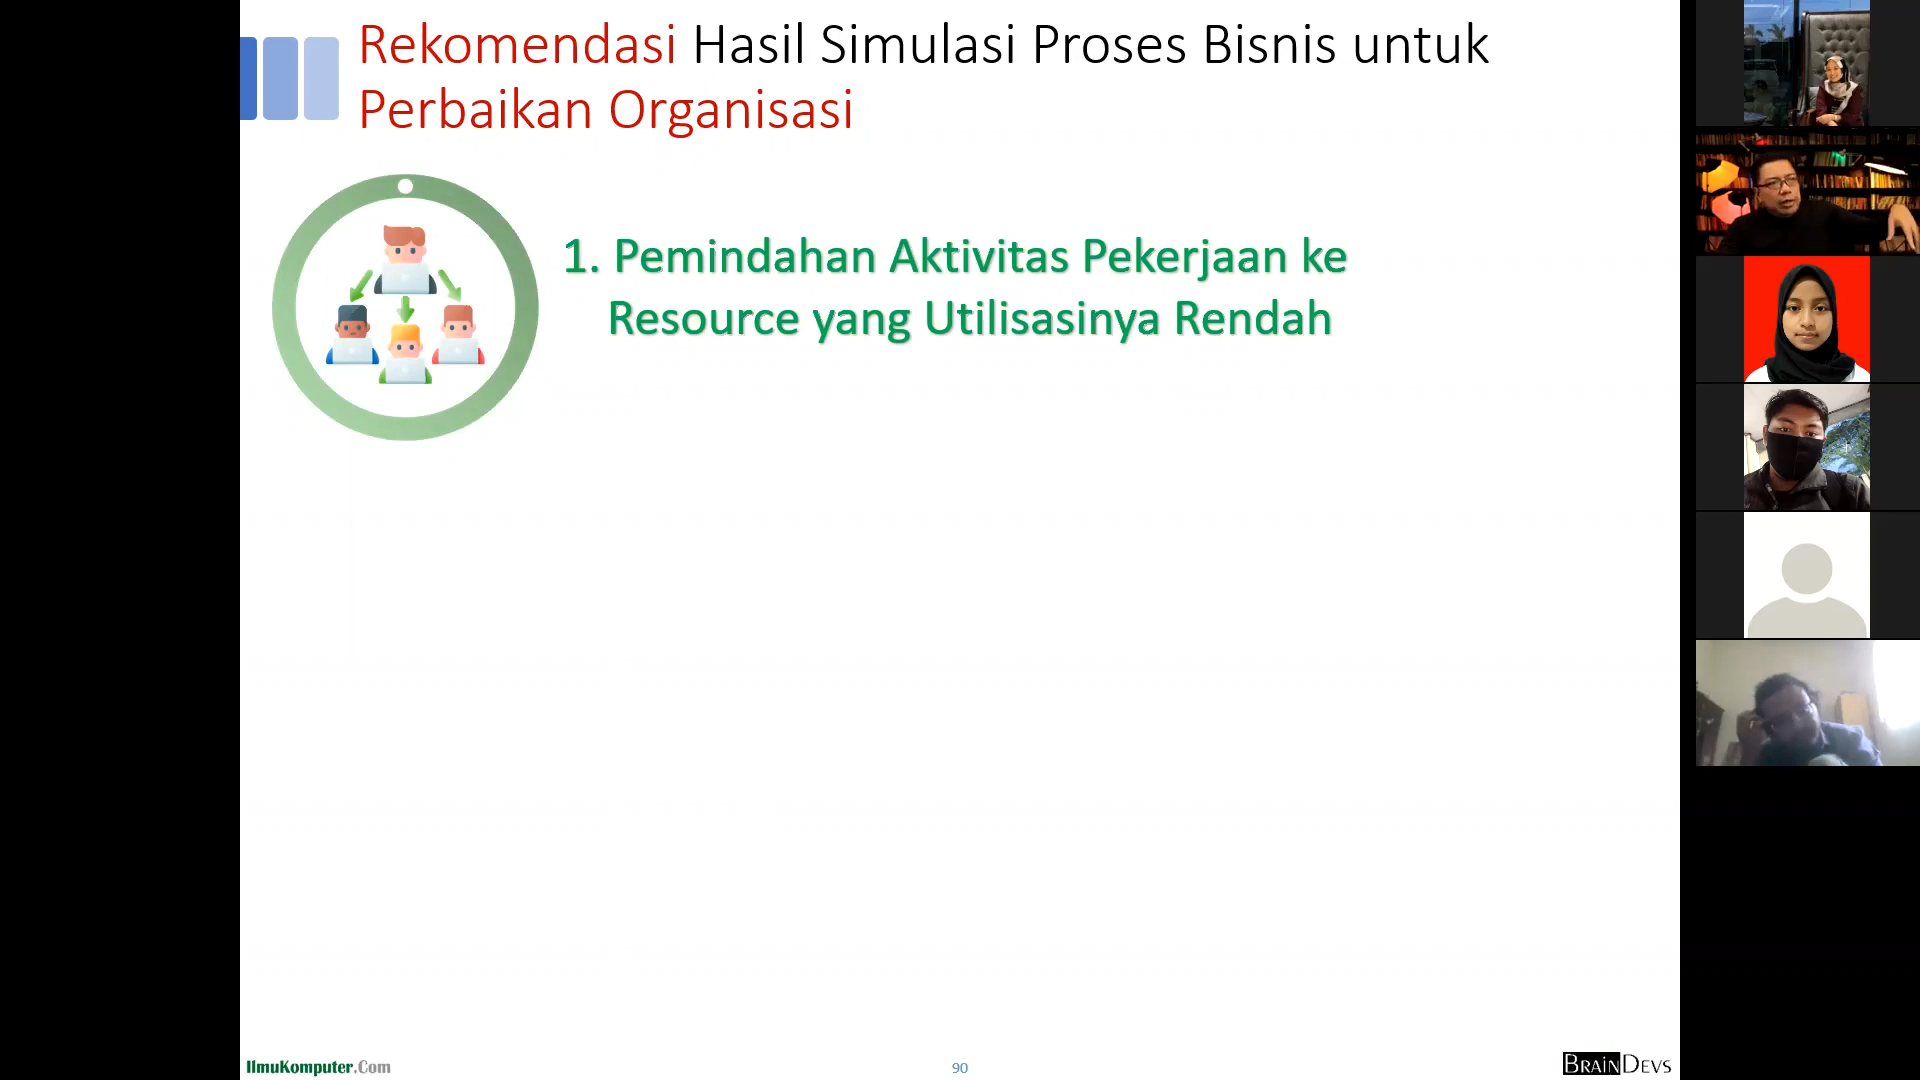 Rekomendasi Hasil Simulasi Proses Bisnis untuk
Perbaikan Organisasi
1. Pemindahan Aktivitas Pekerjaan ke
Resource yang Utilisasinya Rendah
IlmuKomputer.Com
90
BRAINDEVS